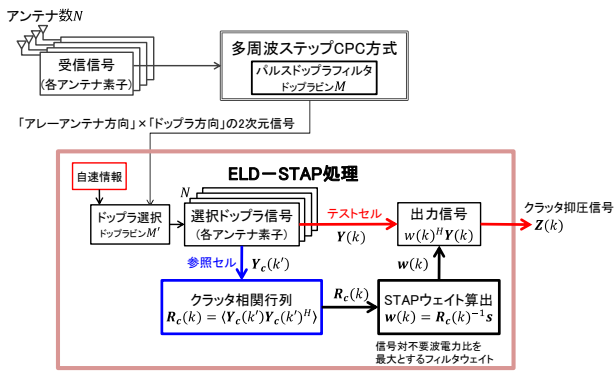 アンテナ数N
受信信号
(各アンテナ素子)
多周波ステップCPC方式
パルスドップラフィルタ
ドップラビンM
「アレーアンテナ方向」×「ドップラ方向」の2次元信号
ELD－STAP処理
自速情報
ドップラ選択
ドップラビンM′
N
選択ドップラ信号
(各アンテナ素子)
テストセル
Y(k)
出力信号
w(k)^H Y(k)
クラッタ抑圧信号
Z(k)
参照セル
Y_c(k′)
w(k)
クラッタ相関行列
R_c(k) = ⟨Y_c(k′)Y_c(k′)^H⟩
R_c(k)
STAPウェイト算出
w(k) = R_c(k)^−1 s
信号対不要波電力比を
最大とするフィルタウェイト